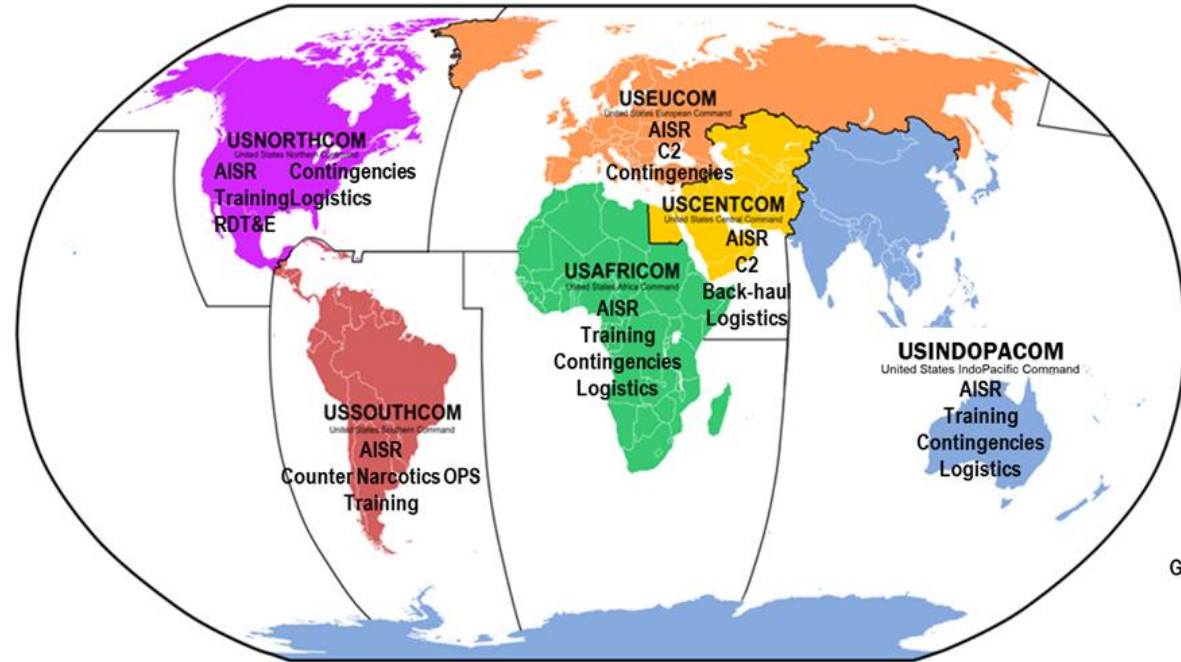 USNORTHCOM
United States Northern Command
AISR Contingencies
TrainingLogistics
RDT&E
USEUCOM
United States European Command
AISR
C2
Contingencies
USCENTCOM
United States Central Command
AISR
C2
Back-haul
Logistics
USAFRICOM
United States Africa Command
AISR
Training
Contingencies
Logistics
USINDOPACOM
United States IndoPacific Command
AISR
Training
Contingencies
Logistics
USSOUTHCOM
United States Southern Command
AISR
Counter Narcotics OPS
Training
G